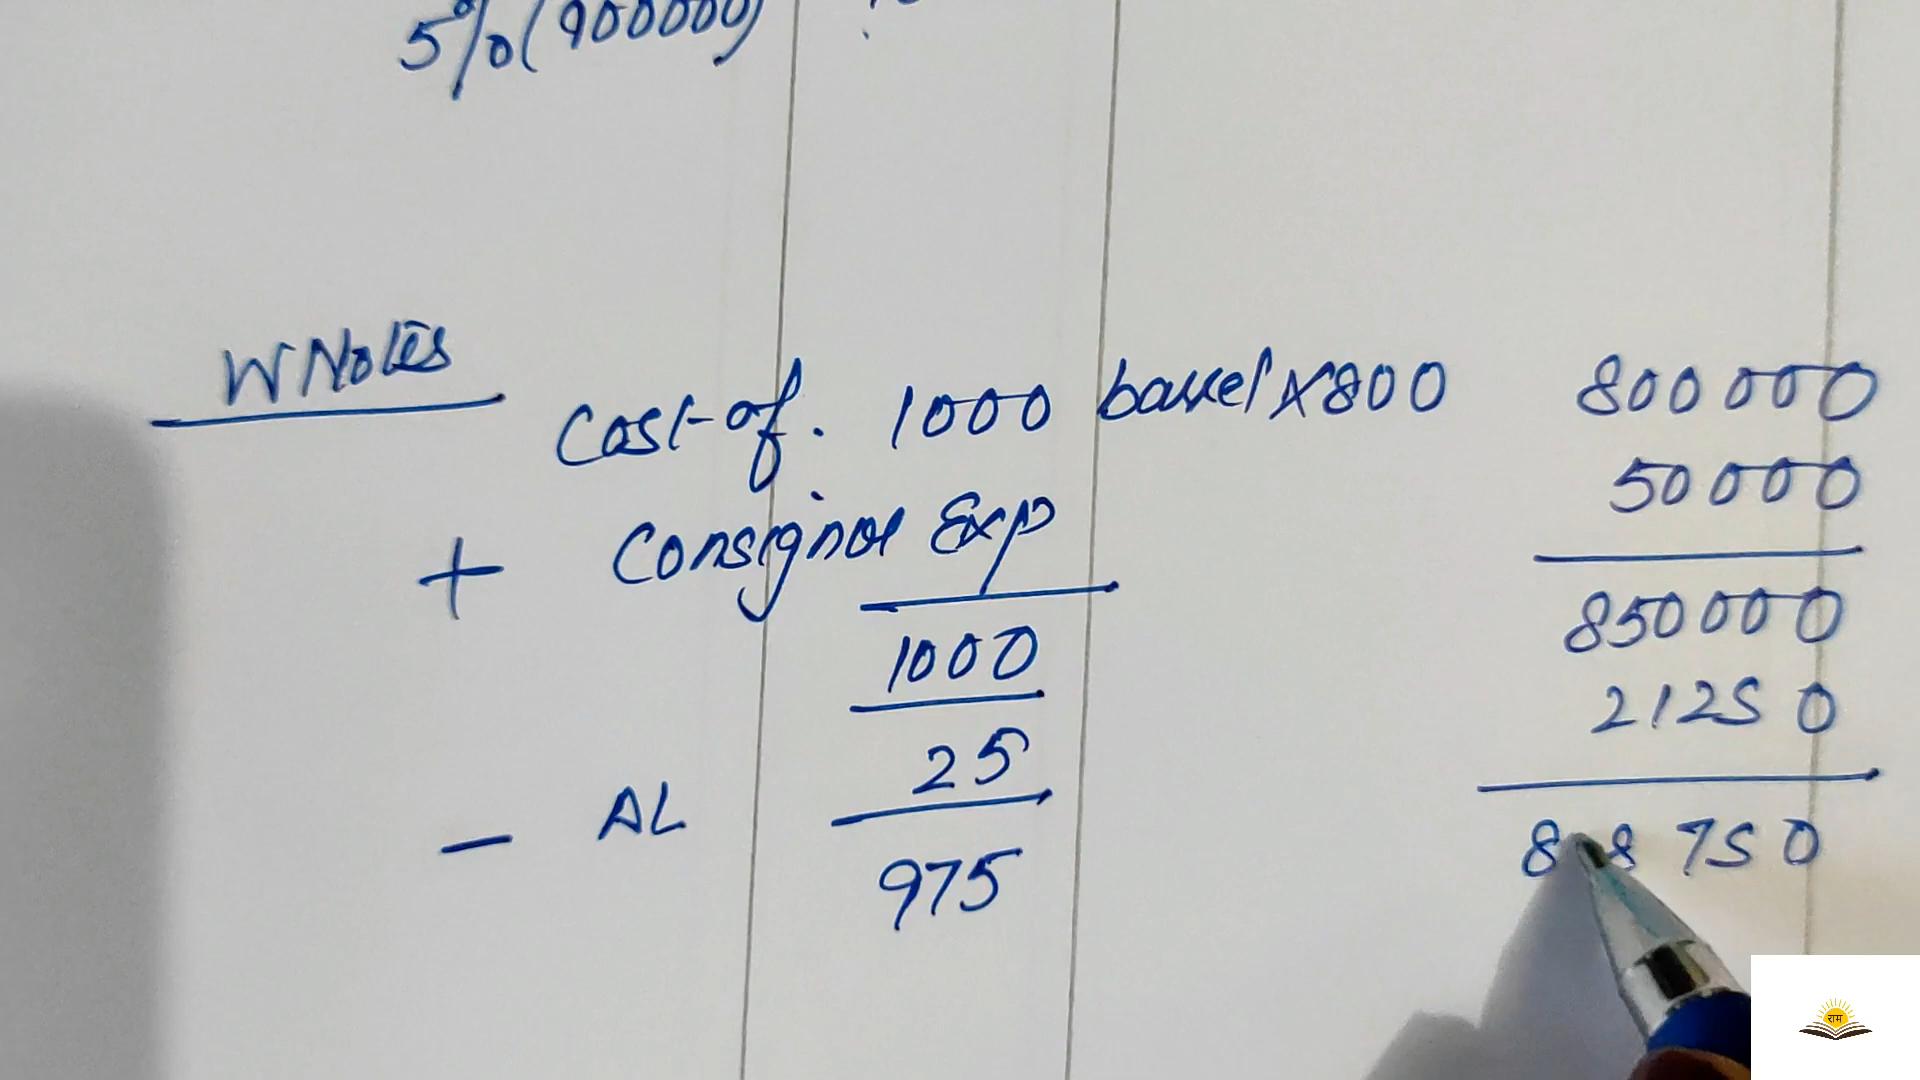 5%(900000)
W Notes
Cost of. 1000 barrel×800 800000
+ Consignor Exp 50000
1000 850000
25 21250
- AL
975 8 8 750
राम